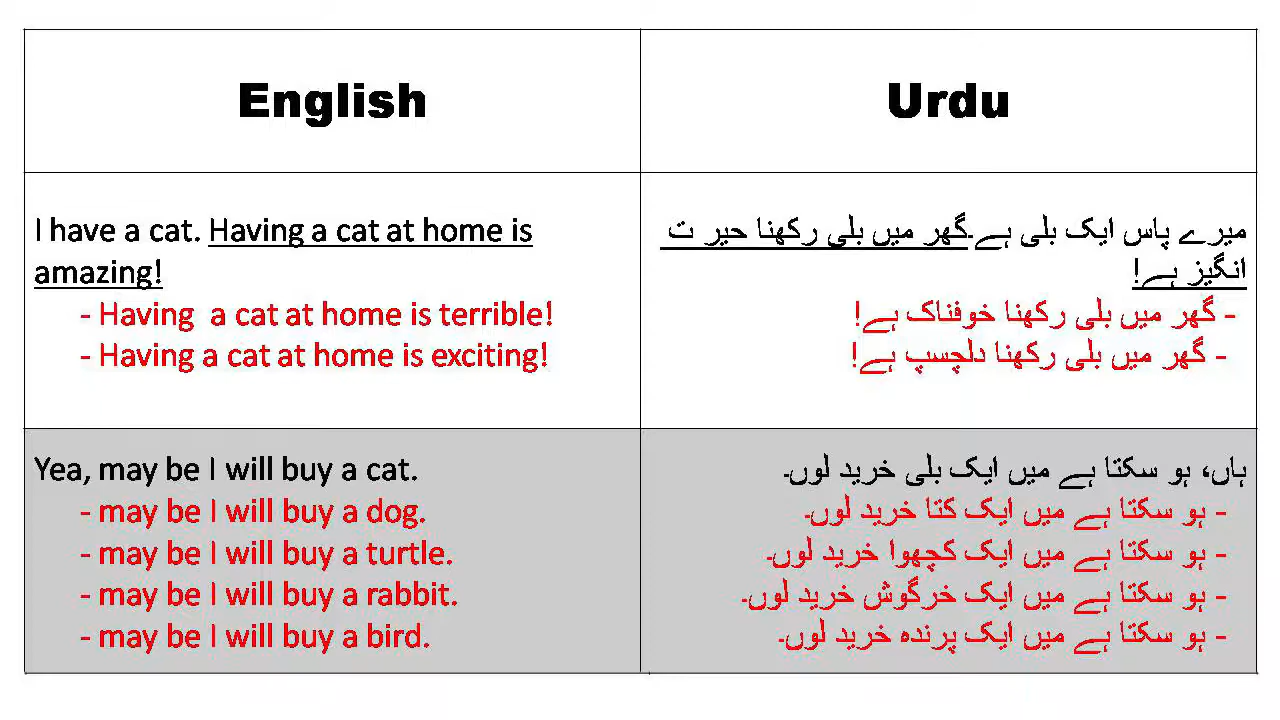 English
Urdu
I have a cat. Having a cat at home is
amazing!
- Having a cat at home is terrible!
- Having a cat at home is exciting!
میرے پاس ایک بلی ہے۔گھر میں بلی رکھنا حیر ت
انگیز ہے!
- گھر میں بلی رکھنا خوفناک ہے!
- گھر میں بلی رکھنا دلچسپ ہے!
Yea, may be I will buy a cat.
- may be I will buy a dog.
- may be I will buy a turtle.
- may be I will buy a rabbit.
- may be I will buy a bird.
ہاں، ہو سکتا ہے میں ایک بلی خرید لوں۔
- ہو سکتا ہے میں ایک کتا خرید لوں۔
- ہو سکتا ہے میں ایک کچھوا خرید لوں۔
- ہو سکتا ہے میں ایک خرگوش خرید لوں۔
- ہو سکتا ہے میں ایک پرندہ خرید لوں۔